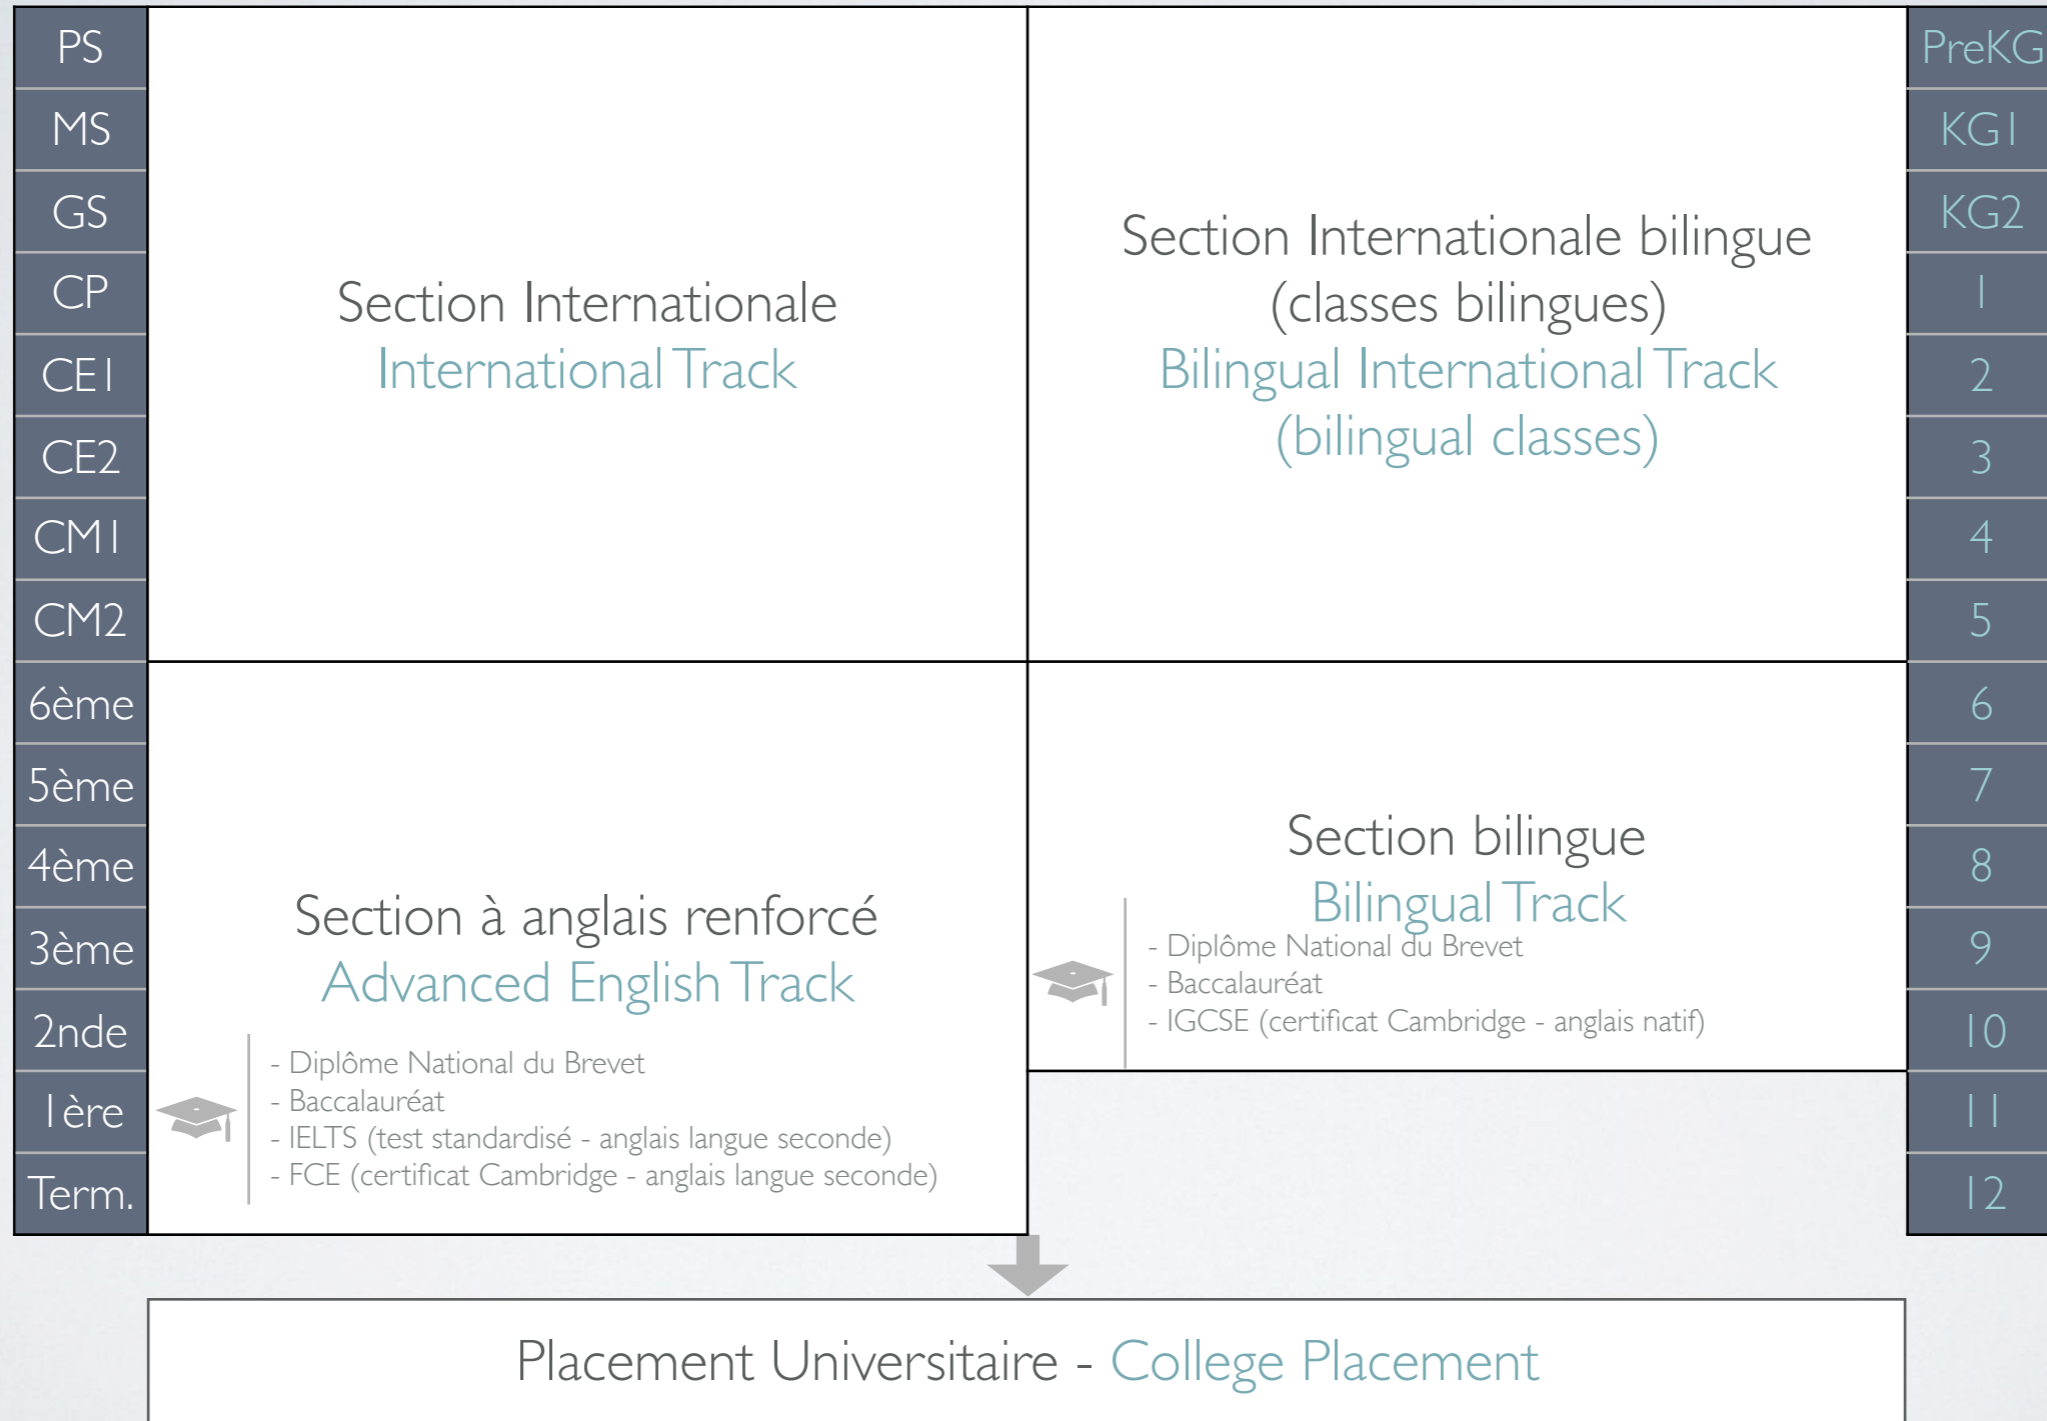 PS
MS
GS
CP
CE1
CE2
CM1
CM2
6ème
5ème
4ème
3ème
2nde
1ère
Term.
Section Internationale
International Track
Section Internationale bilingue
(classes bilingues)
Bilingual International Track
(bilingual classes)
Section à anglais renforcé
Advanced English Track
- Diplôme National du Brevet
- Baccalauréat
- IELTS (test standardisé - anglais langue seconde)
- FCE (certificat Cambridge - anglais langue seconde)
Section bilingue
Bilingual Track
- Diplôme National du Brevet
- Baccalauréat
- IGCSE (certificat Cambridge - anglais natif)
PreKG
KG1
KG2
1
2
3
4
5
6
7
8
9
10
11
12
Placement Universitaire - College Placement